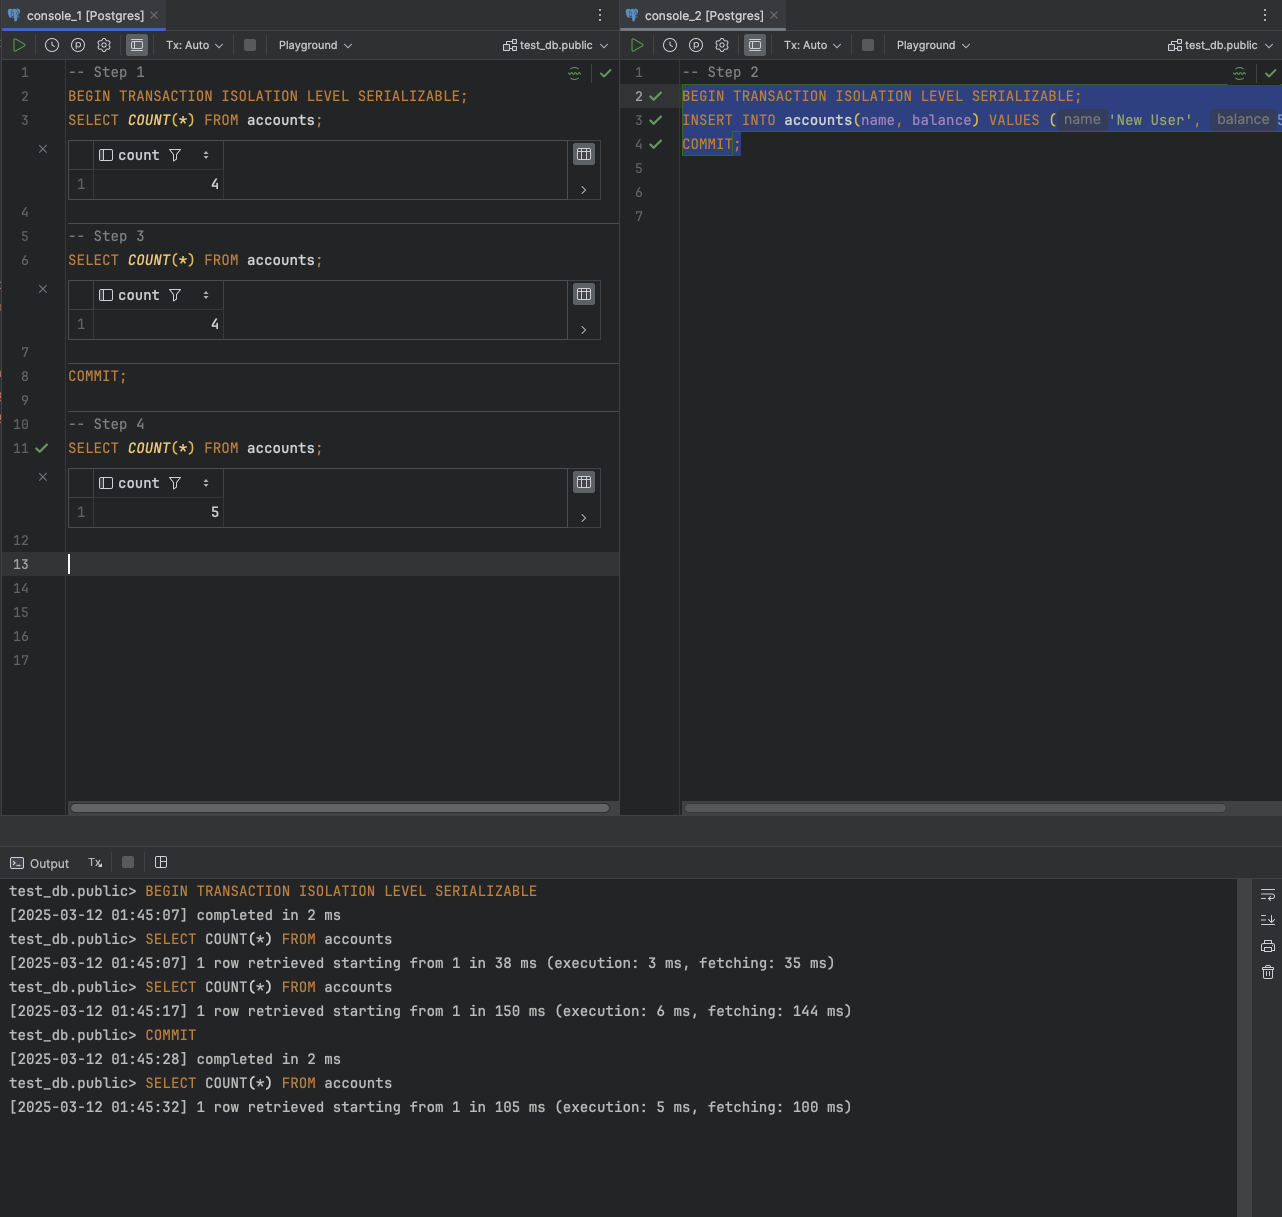 console_1 [Postgres]
Tx: Auto Playground test_db.public
1 -- Step 1
2 BEGIN TRANSACTION ISOLATION LEVEL SERIALIZABLE;
3 SELECT COUNT(*) FROM accounts;
count
1 4
4
5 -- Step 3
6 SELECT COUNT(*) FROM accounts;
count
1 4
7
8 COMMIT;
9
10 -- Step 4
11 SELECT COUNT(*) FROM accounts;
count
1 5
12
13
14
15
16
17
console_2 [Postgres]
Tx: Auto Playground test_db.public
1 -- Step 2
2 BEGIN TRANSACTION ISOLATION LEVEL SERIALIZABLE;
3 INSERT INTO accounts(name, balance) VALUES ( name 'New User', balance 5
4 COMMIT;
5
6
7
Output Tx
test_db.public> BEGIN TRANSACTION ISOLATION LEVEL SERIALIZABLE
[2025-03-12 01:45:07] completed in 2 ms
test_db.public> SELECT COUNT(*) FROM accounts
[2025-03-12 01:45:07] 1 row retrieved starting from 1 in 38 ms (execution: 3 ms, fetching: 35 ms)
test_db.public> SELECT COUNT(*) FROM accounts
[2025-03-12 01:45:17] 1 row retrieved starting from 1 in 150 ms (execution: 6 ms, fetching: 144 ms)
test_db.public> COMMIT
[2025-03-12 01:45:28] completed in 2 ms
test_db.public> SELECT COUNT(*) FROM accounts
[2025-03-12 01:45:32] 1 row retrieved starting from 1 in 105 ms (execution: 5 ms, fetching: 100 ms)